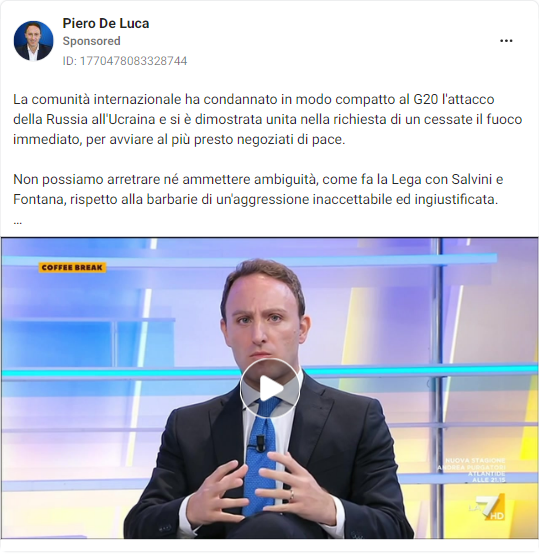 Piero De Luca
Sponsored
ID: 1770478083328744
La comunità internazionale ha condannato in modo compatto al G20 l'attacco
della Russia all'Ucraina e si è dimostrata unita nella richiesta di un cessate il fuoco
immediato, per avviare al più presto negoziati di pace.
Non possiamo arretrare né ammettere ambiguità, come fa la Lega con Salvini e
Fontana, rispetto alla barbarie di un'aggressione inaccettabile ed ingiustificata.
...
COFFEE BREAK
NUOVA STAGIONE
ANDREA PURGATORI
ATLANTIDE
ALLE 21.15
LA7 HD